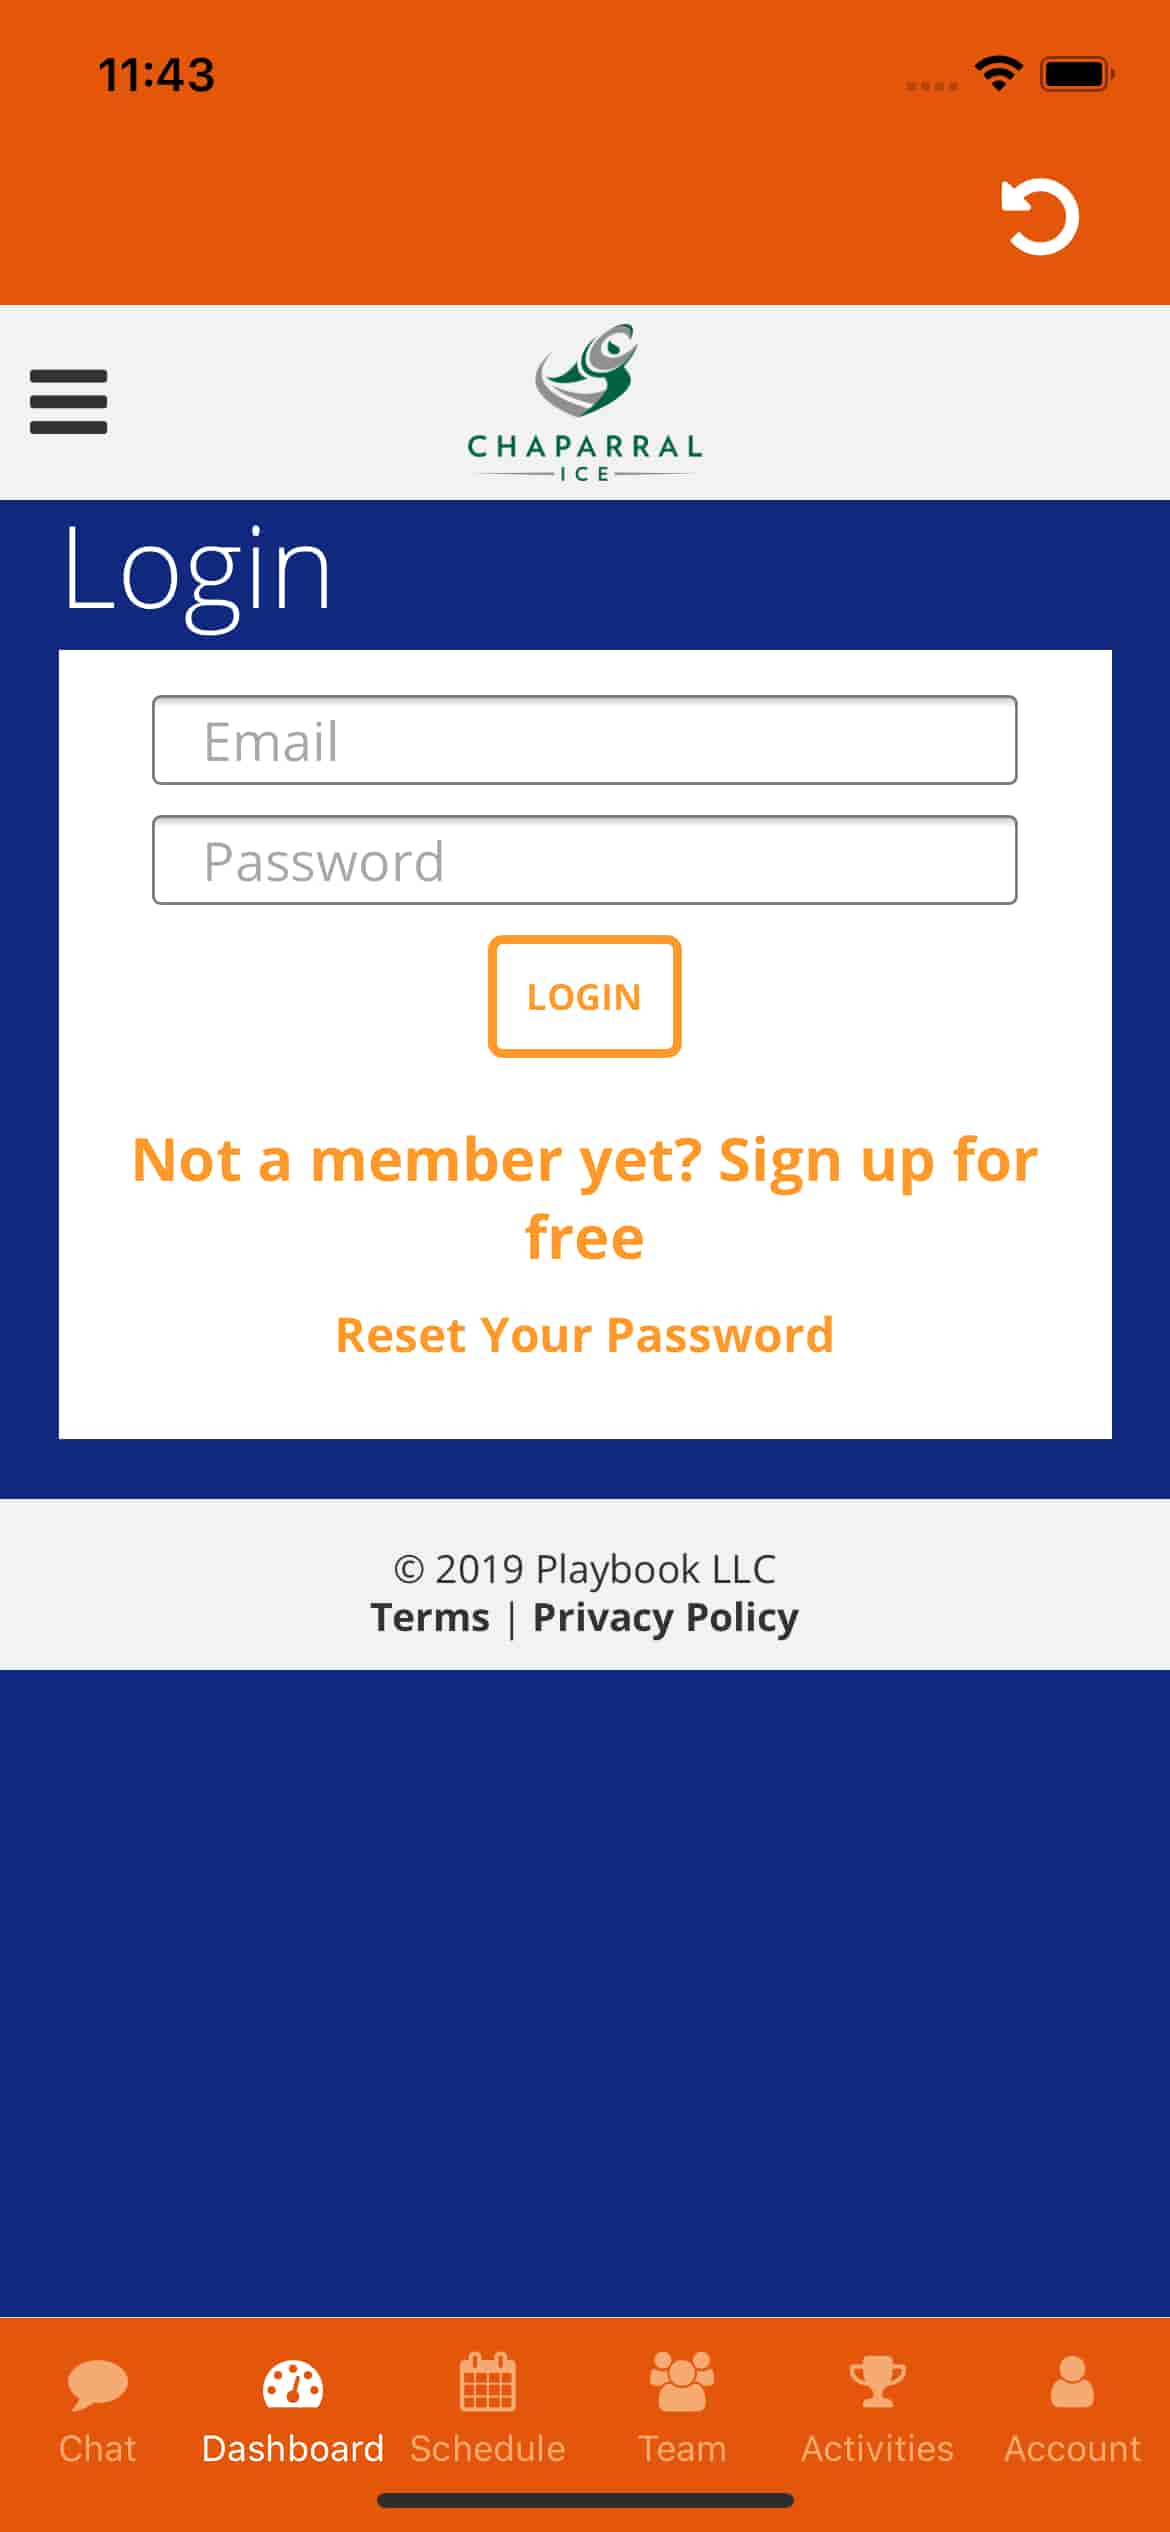 11:43
CHAPARRAL
ICE
Login
Email
Password
LOGIN
Not a member yet? Sign up for
free
Reset Your Password
© 2019 Playbook LLC
Terms | Privacy Policy
Chat Dashboard Schedule Team Activities Account